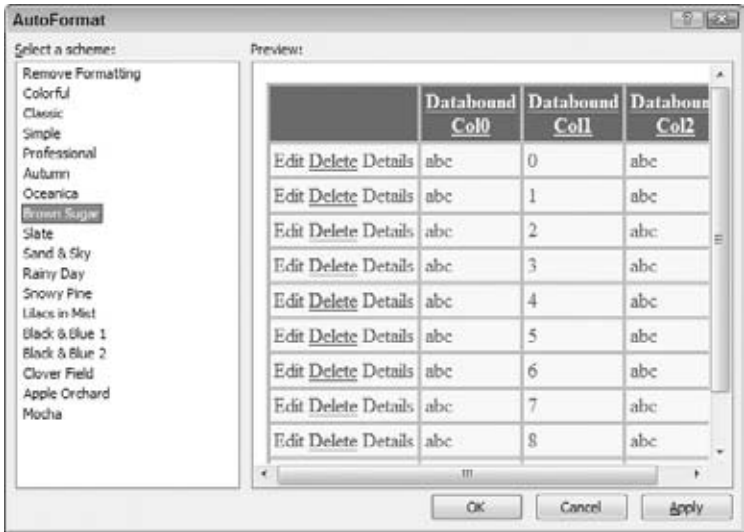 AutoFormat
Select a scheme:
Remove Formatting
Colorful
Classic
Simple
Professional
Autumn
Oceanica
Brown Sugar
Slate
Sand & Sky
Rainy Day
Snowy Pine
Lilacs in Mist
Black & Blue 1
Black & Blue 2
Clover Field
Apple Orchard
Mocha
Preview:
Databound Col0 Databound Col1 Databoun Col2
Edit Delete Details abc 0 abc
Edit Delete Details abc 1 abc
Edit Delete Details abc 2 abc
Edit Delete Details abc 3 abc
Edit Delete Details abc 4 abc
Edit Delete Details abc 5 abc
Edit Delete Details abc 6 abc
Edit Delete Details abc 7 abc
Edit Delete Details abc 8 abc
OK Cancel Apply